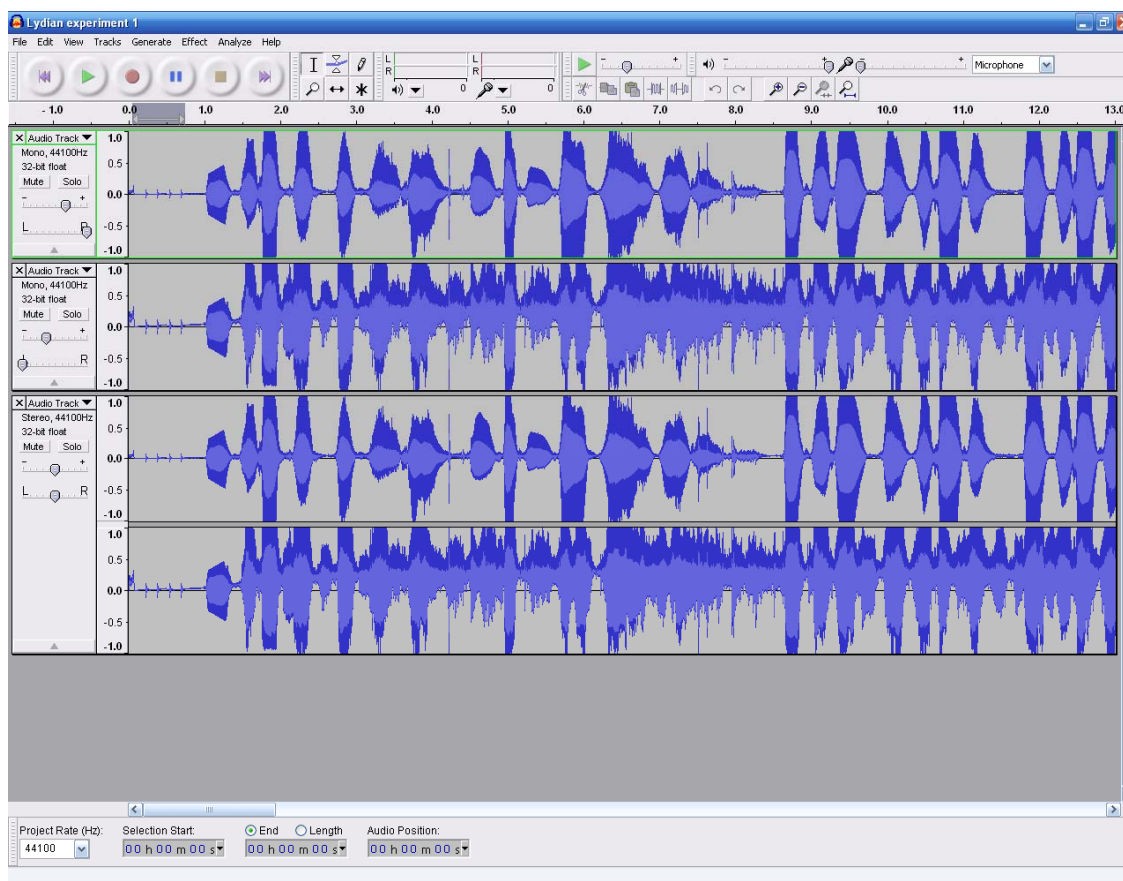 Lydian experiment 1
File Edit View Tracks Generate Effect Analyze Help
L L
R R
- + - + - + Microphone
0 0
- 1.0 0.0 1.0 2.0 3.0 4.0 5.0 6.0 7.0 8.0 9.0 10.0 11.0 12.0 13.0
X Audio Track 1.0
Mono, 44100Hz
32-bit float 0.5
Mute Solo
- + 0.0
L R -0.5
-1.0
X Audio Track 1.0
Mono, 44100Hz
32-bit float 0.5
Mute Solo
- + 0.0
L R -0.5
-1.0
X Audio Track 1.0
Stereo, 44100Hz
32-bit float 0.5
Mute Solo
- + 0.0
L R -0.5
-1.0
1.0
0.5
0.0
-0.5
-1.0
Project Rate (Hz): Selection Start: End Length Audio Position:
44100 00 h 00 m 00 s 00 h 00 m 00 s 00 h 00 m 00 s